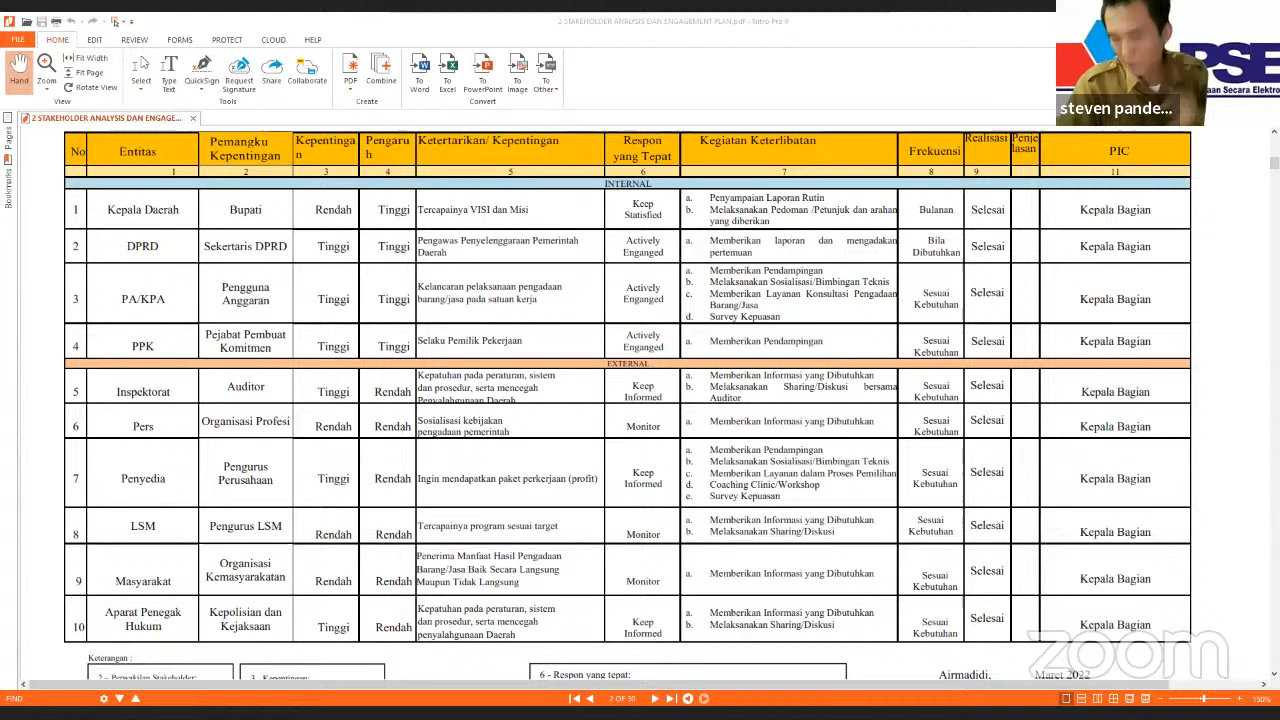 2 STAKEHOLDER ANALYSIS DAN ENGAGEMENT PLAN.pdf - Nitro Pro 9
FILE HOME EDIT REVIEW FORMS PROTECT CLOUD HELP
Hand
Zoom
Fit Width
Fit Page
Rotate View
View
Select
Type Text
QuickSign
Request Signature
Share
Collaborate
Tools
PDF
Combine
Create
To Word
To Excel
To PowerPoint
To Image
To Other
Convert
PSE
aan Secara Elektro
steven pande...
2 STAKEHOLDER ANALYSIS DAN ENGAGE...
Pages
Bookmarks
No Entitas Pemangku Kepentingan Kepentingan Pengaruh Ketertarikan/ Kepentingan Respon yang Tepat Kegiatan Keterlibatan Frekuensi Realisasi Penjelasan PIC
1 2 3 4 5 6 7 8 9 11
INTERNAL
1 Kepala Daerah Bupati Rendah Tinggi Tercapainya VISI dan Misi Keep Statisfied
a. Penyampaian Laporan Rutin
b. Melaksanakan Pedoman /Petunjuk dan arahan yang diberikan
Bulanan Selesai Kepala Bagian
2 DPRD Sekertaris DPRD Tinggi Tinggi Pengawas Penyelenggaraan Pemerintah Daerah Actively Enganged
a. Memberikan laporan dan mengadakan pertemuan
Bila Dibutuhkan Selesai Kepala Bagian
3 PA/KPA Pengguna Anggaran Tinggi Tinggi Kelancaran pelaksanaan pengadaan barang/jasa pada satuan kerja Actively Enganged
a. Memberikan Pendampingan
b. Melaksanakan Sosialisasi/Bimbingan Teknis
c. Memberikan Layanan Konsultasi Pengadaan Barang/Jasa
d. Survey Kepuasan
Sesuai Kebutuhan Selesai Kepala Bagian
4 PPK Pejabat Pembuat Komitmen Tinggi Tinggi Selaku Pemilik Pekerjaan Actively Enganged
a. Memberikan Pendampingan
Sesuai Kebutuhan Selesai Kepala Bagian
EXTERNAL
5 Inspektorat Auditor Tinggi Rendah Kepatuhan pada peraturan, sistem dan prosedur, serta mencegah Penyalahgunaan Daerah Keep Informed
a. Memberikan Informasi yang Dibutuhkan
b. Melaksanakan Sharing/Diskusi bersama Auditor
Sesuai Kebutuhan Selesai Kepala Bagian
6 Pers Organisasi Profesi Rendah Rendah Sosialisasi kebijakan pengadaan pemerintah Monitor
a. Memberikan Informasi yang Dibutuhkan
Sesuai Kebutuhan Selesai Kepala Bagian
7 Penyedia Pengurus Perusahaan Tinggi Rendah Ingin mendapatkan paket perkerjaan (profit) Keep Informed
a. Memberikan Pendampingan
b. Melaksanakan Sosialisasi/Bimbingan Teknis
c. Memberikan Layanan dalam Proses Pemilihan
d. Coaching Clinic/Workshop
e. Survey Kepuasan
Sesuai Kebutuhan Selesai Kepala Bagian
8 LSM Pengurus LSM Rendah Rendah Tercapainya program sesuai target Monitor
a. Memberikan Informasi yang Dibutuhkan
b. Melaksanakan Sharing/Diskusi
Sesuai Kebutuhan Selesai Kepala Bagian
9 Masyarakat Organisasi Kemasyarakatan Rendah Rendah Penerima Manfaat Hasil Pengadaan Barang/Jasa Baik Secara Langsung Maupun Tidak Langsung Monitor
a. Memberikan Informasi yang Dibutuhkan
Sesuai Kebutuhan Selesai Kepala Bagian
10 Aparat Penegak Hukum Kepolisian dan Kejaksaan Tinggi Rendah Kepatuhan pada peraturan, sistem dan prosedur, serta mencegah penyalahgunaan Daerah Keep Informed
a. Memberikan Informasi yang Dibutuhkan
b. Melaksanakan Sharing/Diskusi
Sesuai Kebutuhan Selesai Kepala Bagian
Keterangan :
2 – Perwakilan Stakeholder:
3 - Kepentingan:
6 - Respon yang tepat:
Airmadidi, Maret 2022
zoom
FIND
2 OF 30
150%